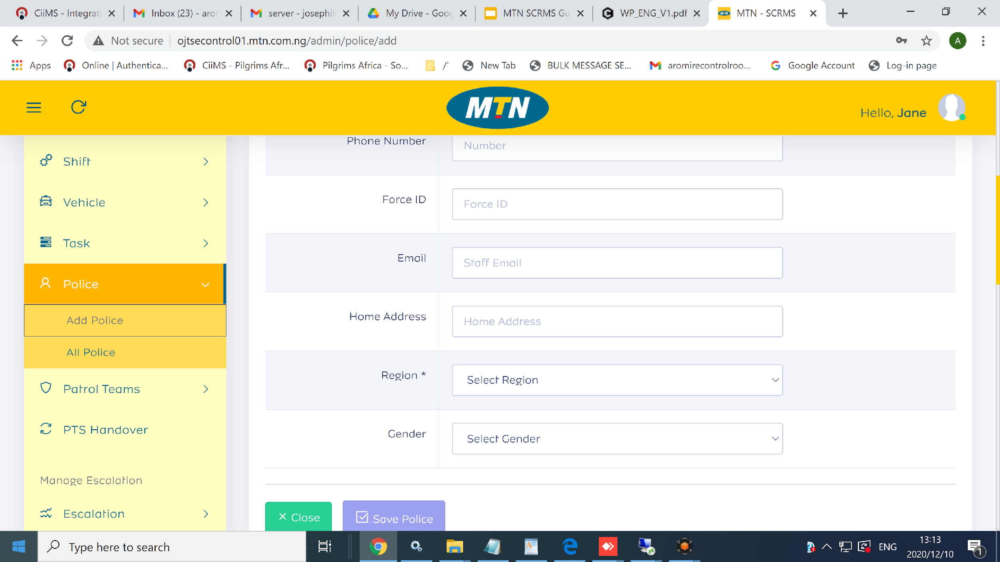 CiiMS - Integrati
Inbox (23) - aror
server - josephil
My Drive - Goog
MTN SCRMS Gu
WP_ENG_V1.pdf
MTN - SCRMS
Not secure
ojtsecontrol01.mtn.com.ng/admin/police/add
A
Apps
Online | Authentica...
CiiMS - Pilgrims Afr...
Pilgrims Africa - So...
/'
New Tab
BULK MESSAGE SE...
aromirecontrolroo...
Google Account
Log-in page
MTN
Hello, Jane
Shift
Vehicle
Task
Police
Add Police
All Police
Patrol Teams
PTS Handover
Manage Escalation
Escalation
Phone Number
Number
Force ID
Force ID
Email
Staff Email
Home Address
Home Address
Region *
Select Region
Gender
Select Gender
Close
Save Police
Type here to search
ENG
13:13
2020/12/10
1